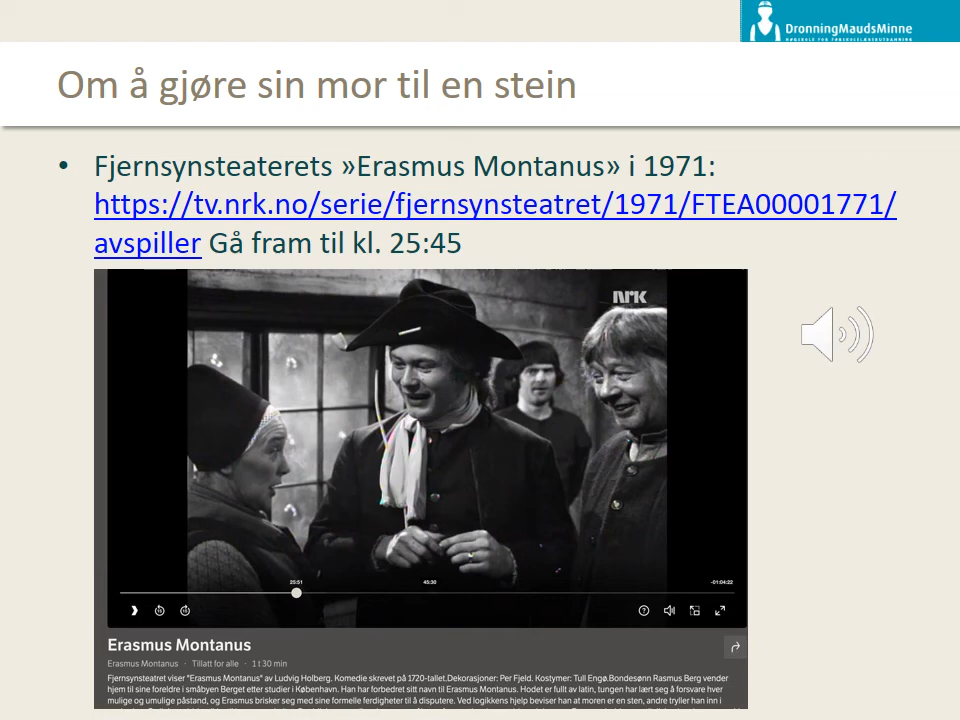 DronningMaudsMinne
HØGSKOLE FOR FØRSKOLELÆRERUTDANNING
Om å gjøre sin mor til en stein
• Fjernsynsteaterets »Erasmus Montanus» i 1971:
https://tv.nrk.no/serie/fjernsynsteatret/1971/FTEA00001771/
avspiller Gå fram til kl. 25:45
nrk
25:51 45:30 -01:04:22
15 15 ?
Erasmus Montanus
Erasmus Montanus · Tillatt for alle · 1 t 30 min
Fjernsynsteatret viser "Erasmus Montanus" av Ludvig Holberg. Komedie skrevet på 1720-tallet.Dekorasjoner: Per Fjeld. Kostymer: Tull Engø.Bondesønn Rasmus Berg vender
hjem til sine foreldre i småbyen Berget etter studier i København. Han har forbedret sitt navn til Erasmus Montanus. Hodet er fullt av latin, tungen har lært seg å forsvare hver
mulige og umulige påstand, og Erasmus brisker seg med sine formelle ferdigheter til å disputere. Ved logikkens hjelp beviser han at moren er en sten, andre tryller han inn i